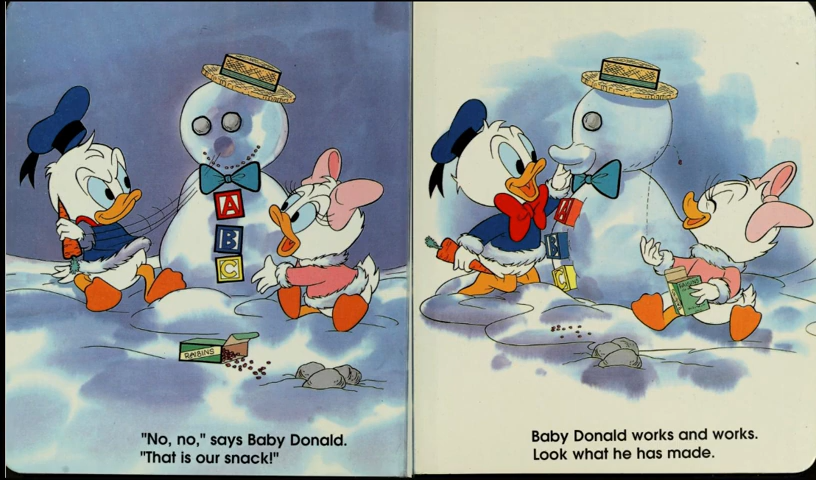 A
B
C
RAISINS
"No, no," says Baby Donald.
"That is our snack!"
A
B
C
Baby Donald works and works.
Look what he has made.